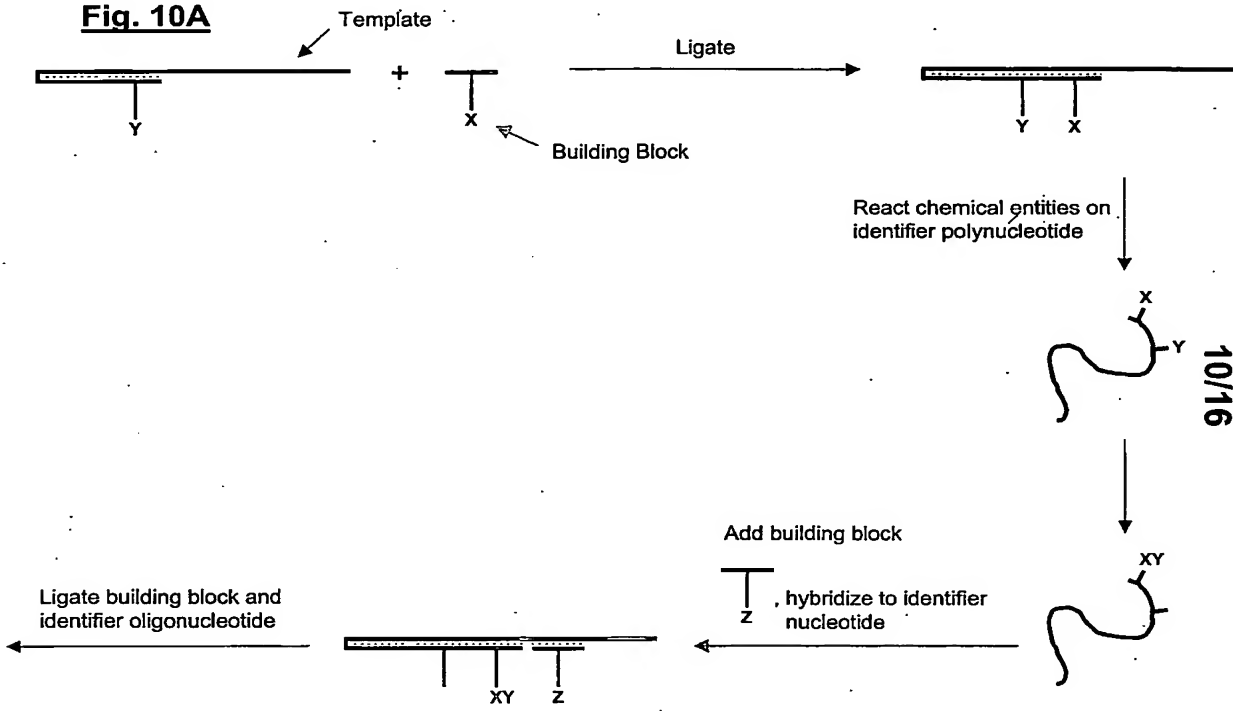 Fig. 10A
Template
+
Ligate
Y
X
Building Block
Y X
React chemical entities on
identifier polynucleotide
X
Y
10/16
Add building block
Z , hybridize to identifier
nucleotide
XY
Ligate building block and
identifier oligonucleotide
XY Z